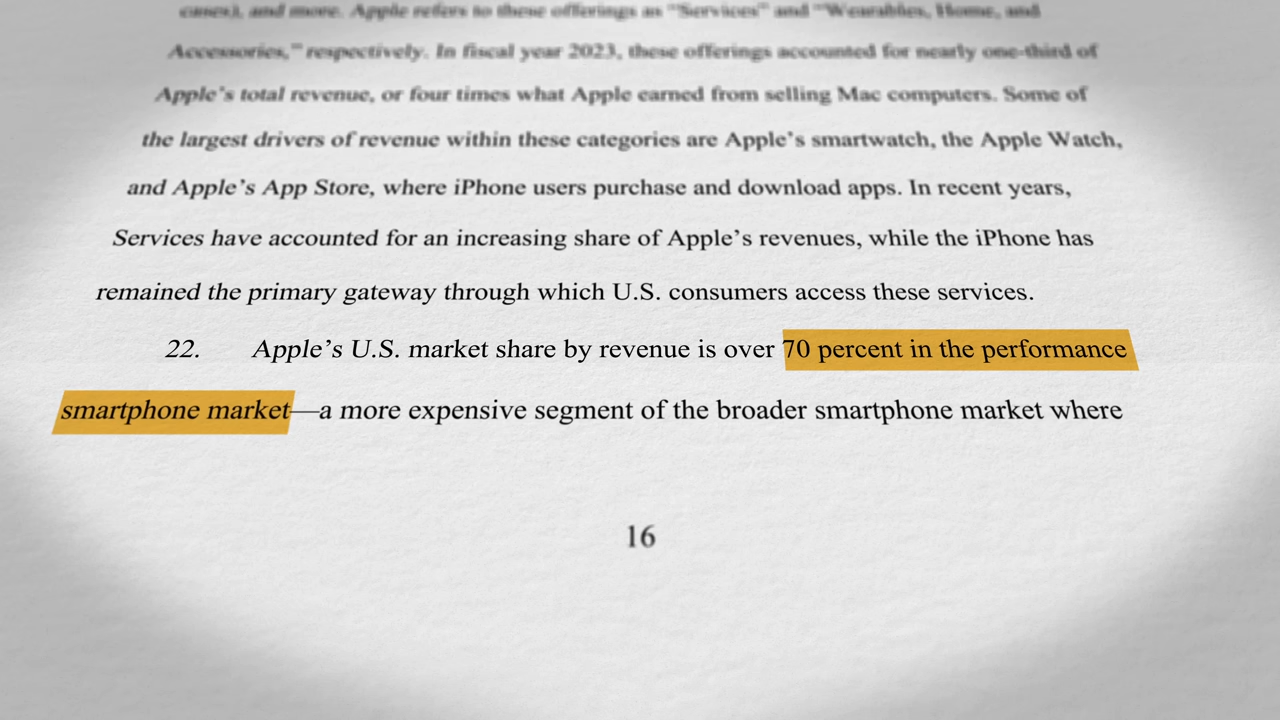 cases), and more. Apple refers to these offerings as “Services” and “Wearables, Home, and
Accessories,” respectively. In fiscal year 2023, these offerings accounted for nearly one-third of
Apple’s total revenue, or four times what Apple earned from selling Mac computers. Some of
the largest drivers of revenue within these categories are Apple’s smartwatch, the Apple Watch,
and Apple’s App Store, where iPhone users purchase and download apps. In recent years,
Services have accounted for an increasing share of Apple’s revenues, while the iPhone has
remained the primary gateway through which U.S. consumers access these services.
22. Apple’s U.S. market share by revenue is over 70 percent in the performance
smartphone market—a more expensive segment of the broader smartphone market where
16